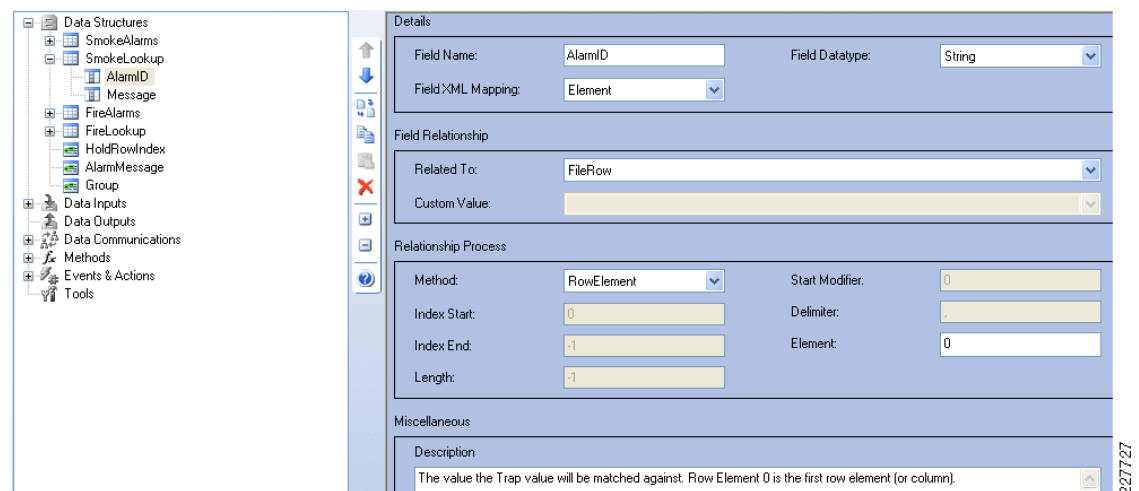 Data Structures
SmokeAlarms
SmokeLookup
AlarmID
Message
FireAlarms
FireLookup
HoldRowIndex
AlarmMessage
Group
Data Inputs
Data Outputs
Data Communications
Methods
Events & Actions
Tools
Details
Field Name: AlarmID Field Datatype: String
Field XML Mapping: Element
Field Relationship
Related To: FileRow
Custom Value:
Relationship Process
Method: RowElement Start Modifier: 0
Index Start: 0 Delimiter: ,
Index End: -1 Element: 0
Length: -1
Miscellaneous
Description
The value the Trap value will be matched against. Row Element 0 is the first row element (or column).
227727